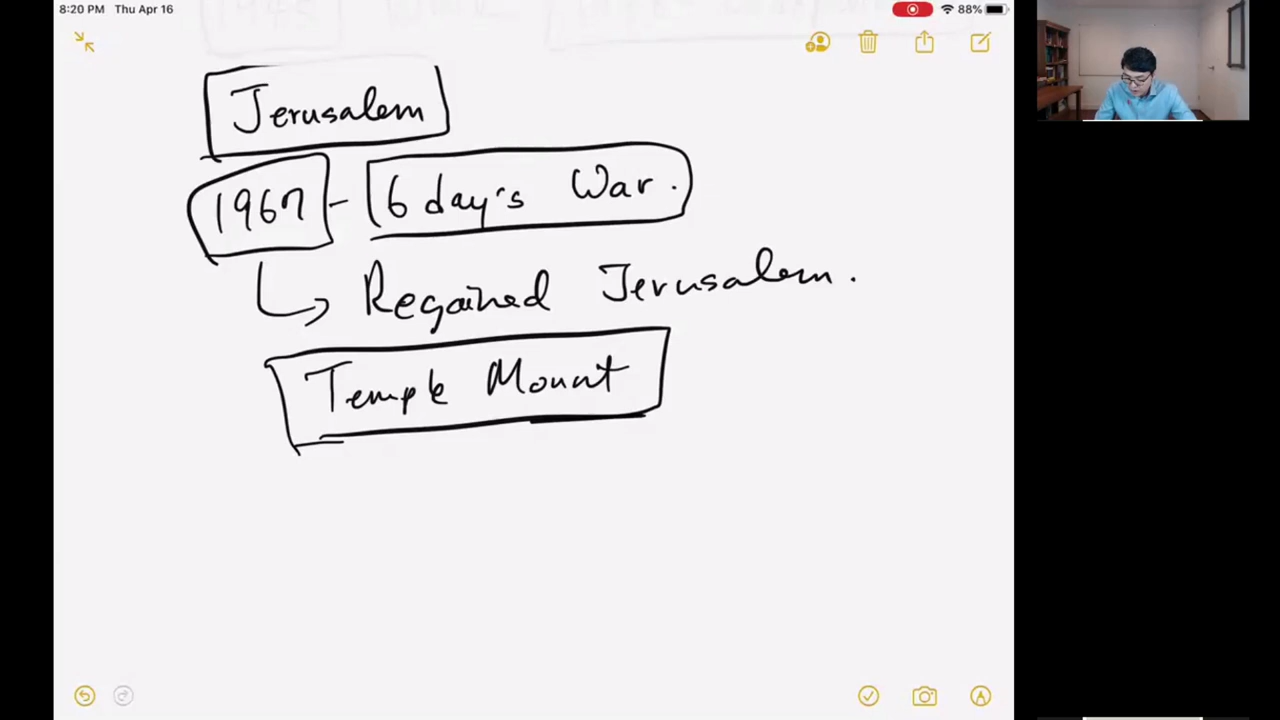 8:20 PM Thu Apr 16
88%
Jerusalem
1967 - 6 day's War.
Regained Jerusalem.
Temple Mount